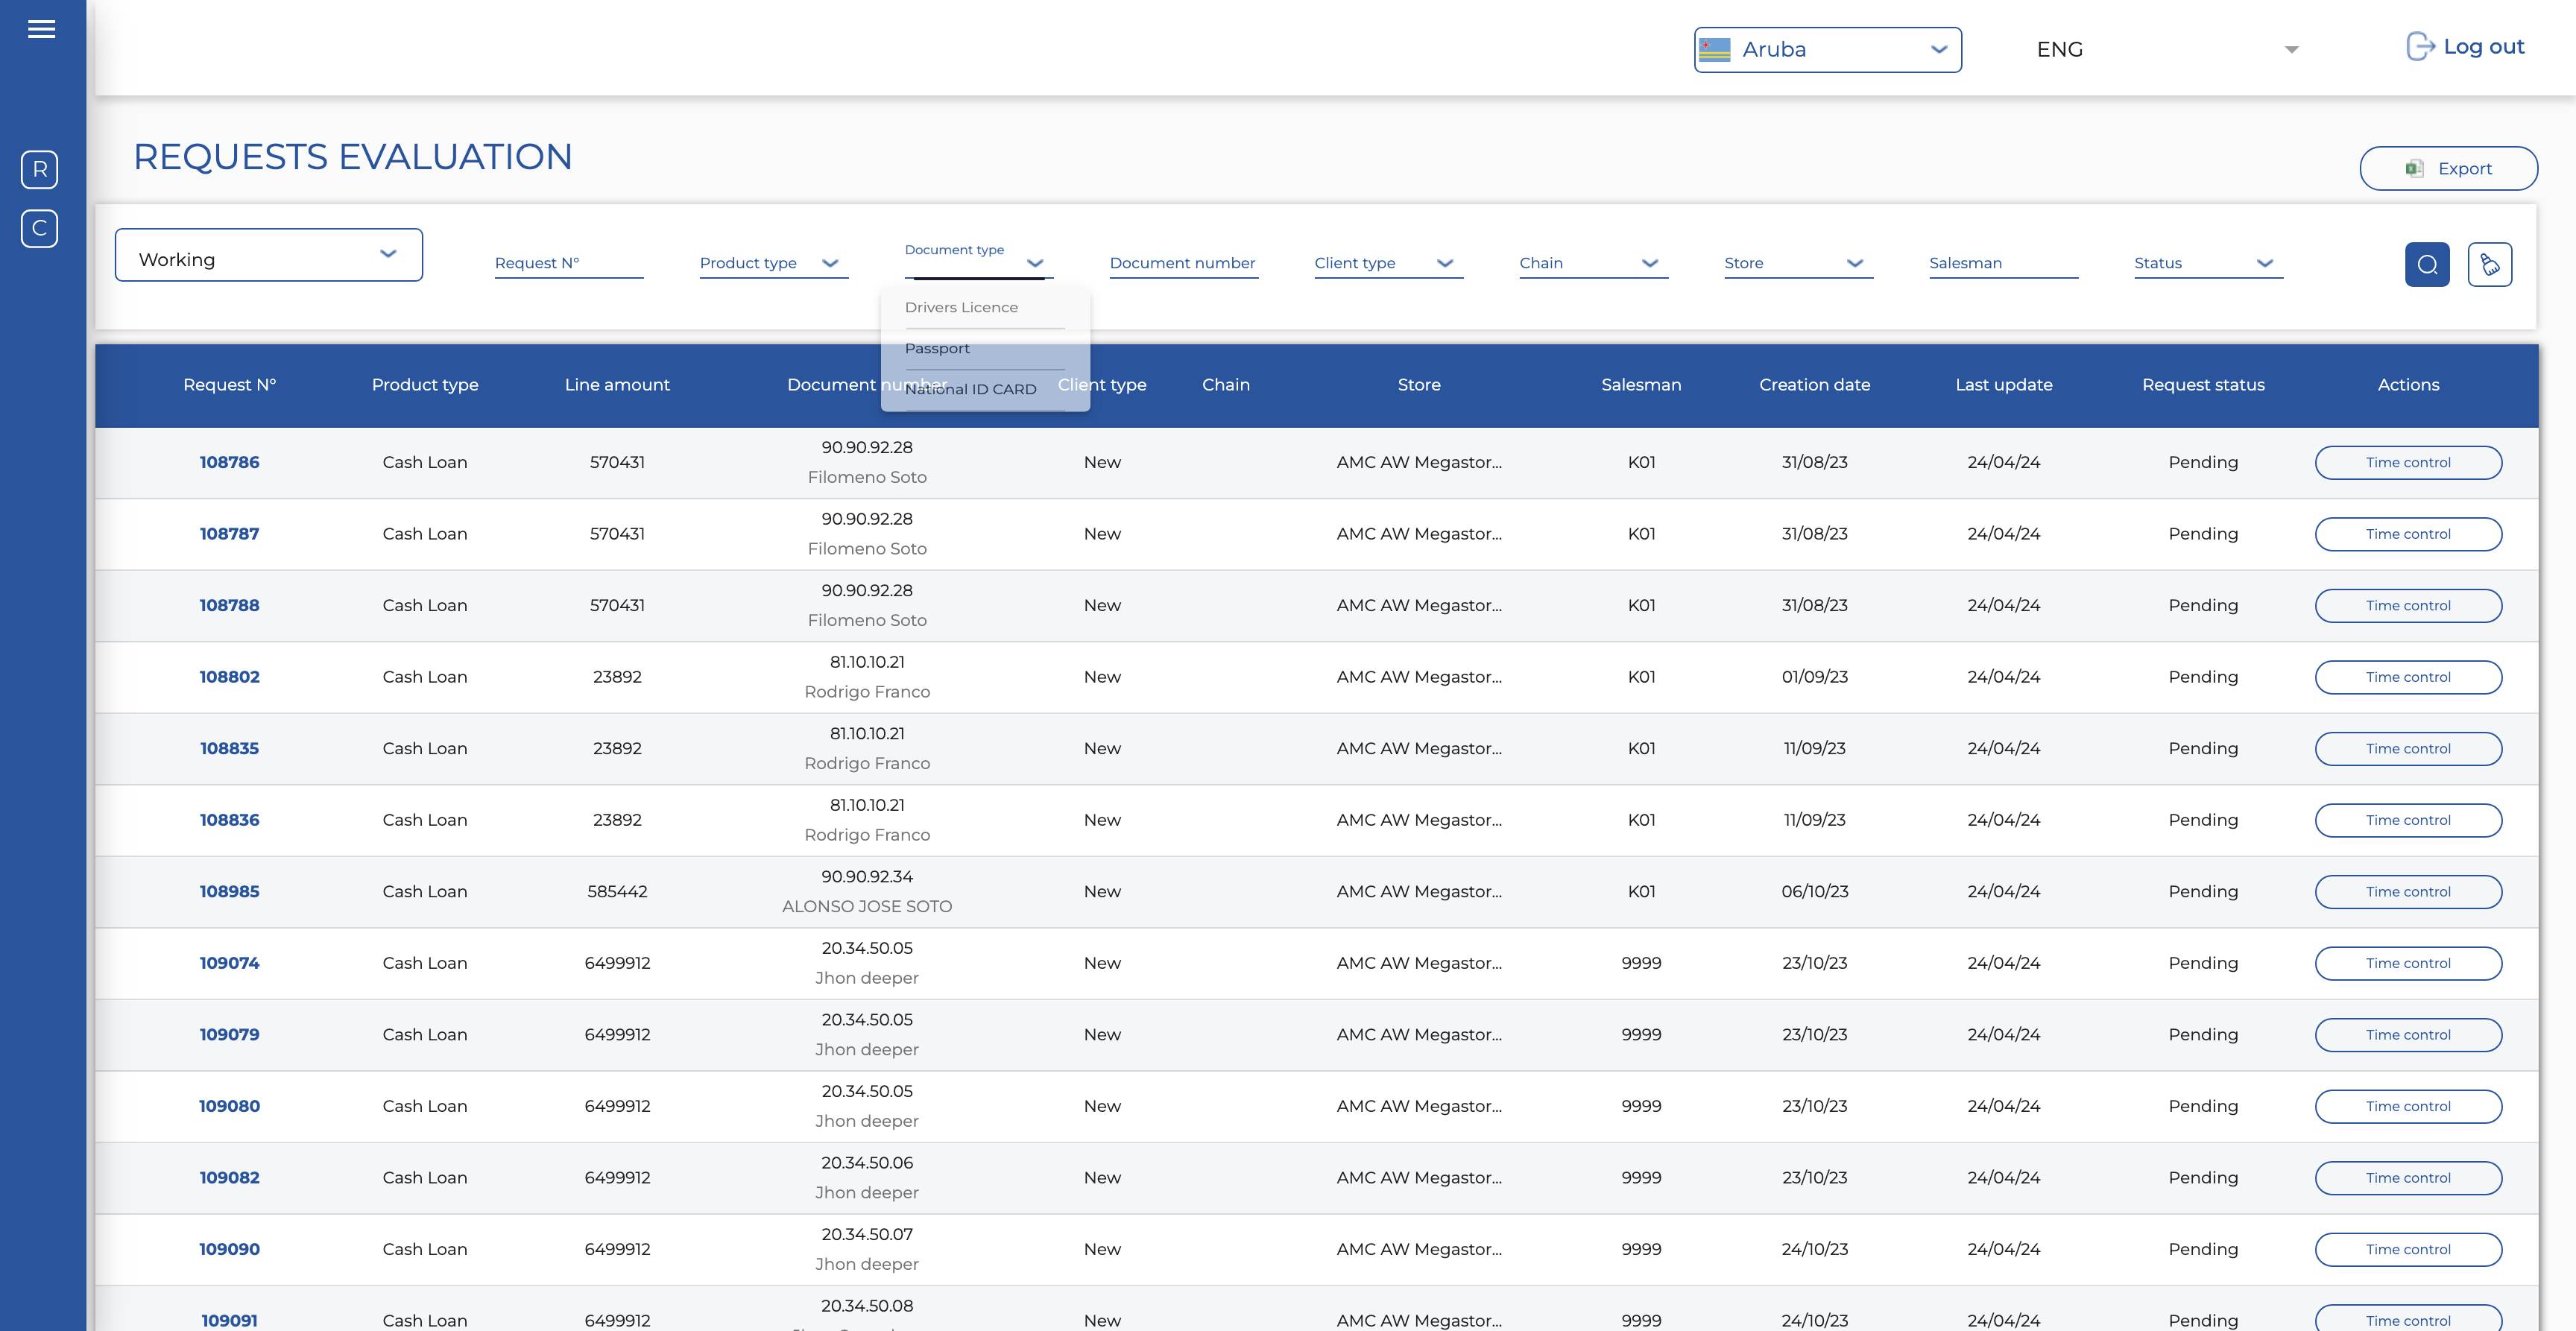 Aruba
ENG
Log out
R
C
REQUESTS EVALUATION
Export
Working
Request N°
Product type
Document type
Document number
Client type
Chain
Store
Salesman
Status
Drivers Licence
Passport
National ID CARD
Request N° Product type Line amount Document number Client type Chain Store Salesman Creation date Last update Request status Actions
108786 Cash Loan 570431 90.90.92.28 Filomeno Soto New AMC AW Megastor... K01 31/08/23 24/04/24 Pending Time control
108787 Cash Loan 570431 90.90.92.28 Filomeno Soto New AMC AW Megastor... K01 31/08/23 24/04/24 Pending Time control
108788 Cash Loan 570431 90.90.92.28 Filomeno Soto New AMC AW Megastor... K01 31/08/23 24/04/24 Pending Time control
108802 Cash Loan 23892 81.10.10.21 Rodrigo Franco New AMC AW Megastor... K01 01/09/23 24/04/24 Pending Time control
108835 Cash Loan 23892 81.10.10.21 Rodrigo Franco New AMC AW Megastor... K01 11/09/23 24/04/24 Pending Time control
108836 Cash Loan 23892 81.10.10.21 Rodrigo Franco New AMC AW Megastor... K01 11/09/23 24/04/24 Pending Time control
108985 Cash Loan 585442 90.90.92.34 ALONSO JOSE SOTO New AMC AW Megastor... K01 06/10/23 24/04/24 Pending Time control
109074 Cash Loan 6499912 20.34.50.05 Jhon deeper New AMC AW Megastor... 9999 23/10/23 24/04/24 Pending Time control
109079 Cash Loan 6499912 20.34.50.05 Jhon deeper New AMC AW Megastor... 9999 23/10/23 24/04/24 Pending Time control
109080 Cash Loan 6499912 20.34.50.05 Jhon deeper New AMC AW Megastor... 9999 23/10/23 24/04/24 Pending Time control
109082 Cash Loan 6499912 20.34.50.06 Jhon deeper New AMC AW Megastor... 9999 23/10/23 24/04/24 Pending Time control
109090 Cash Loan 6499912 20.34.50.07 Jhon deeper New AMC AW Megastor... 9999 24/10/23 24/04/24 Pending Time control
109091 Cash Loan 6499912 20.34.50.08 New AMC AW Megastor... 9999 24/10/23 24/04/24 Pending Time control